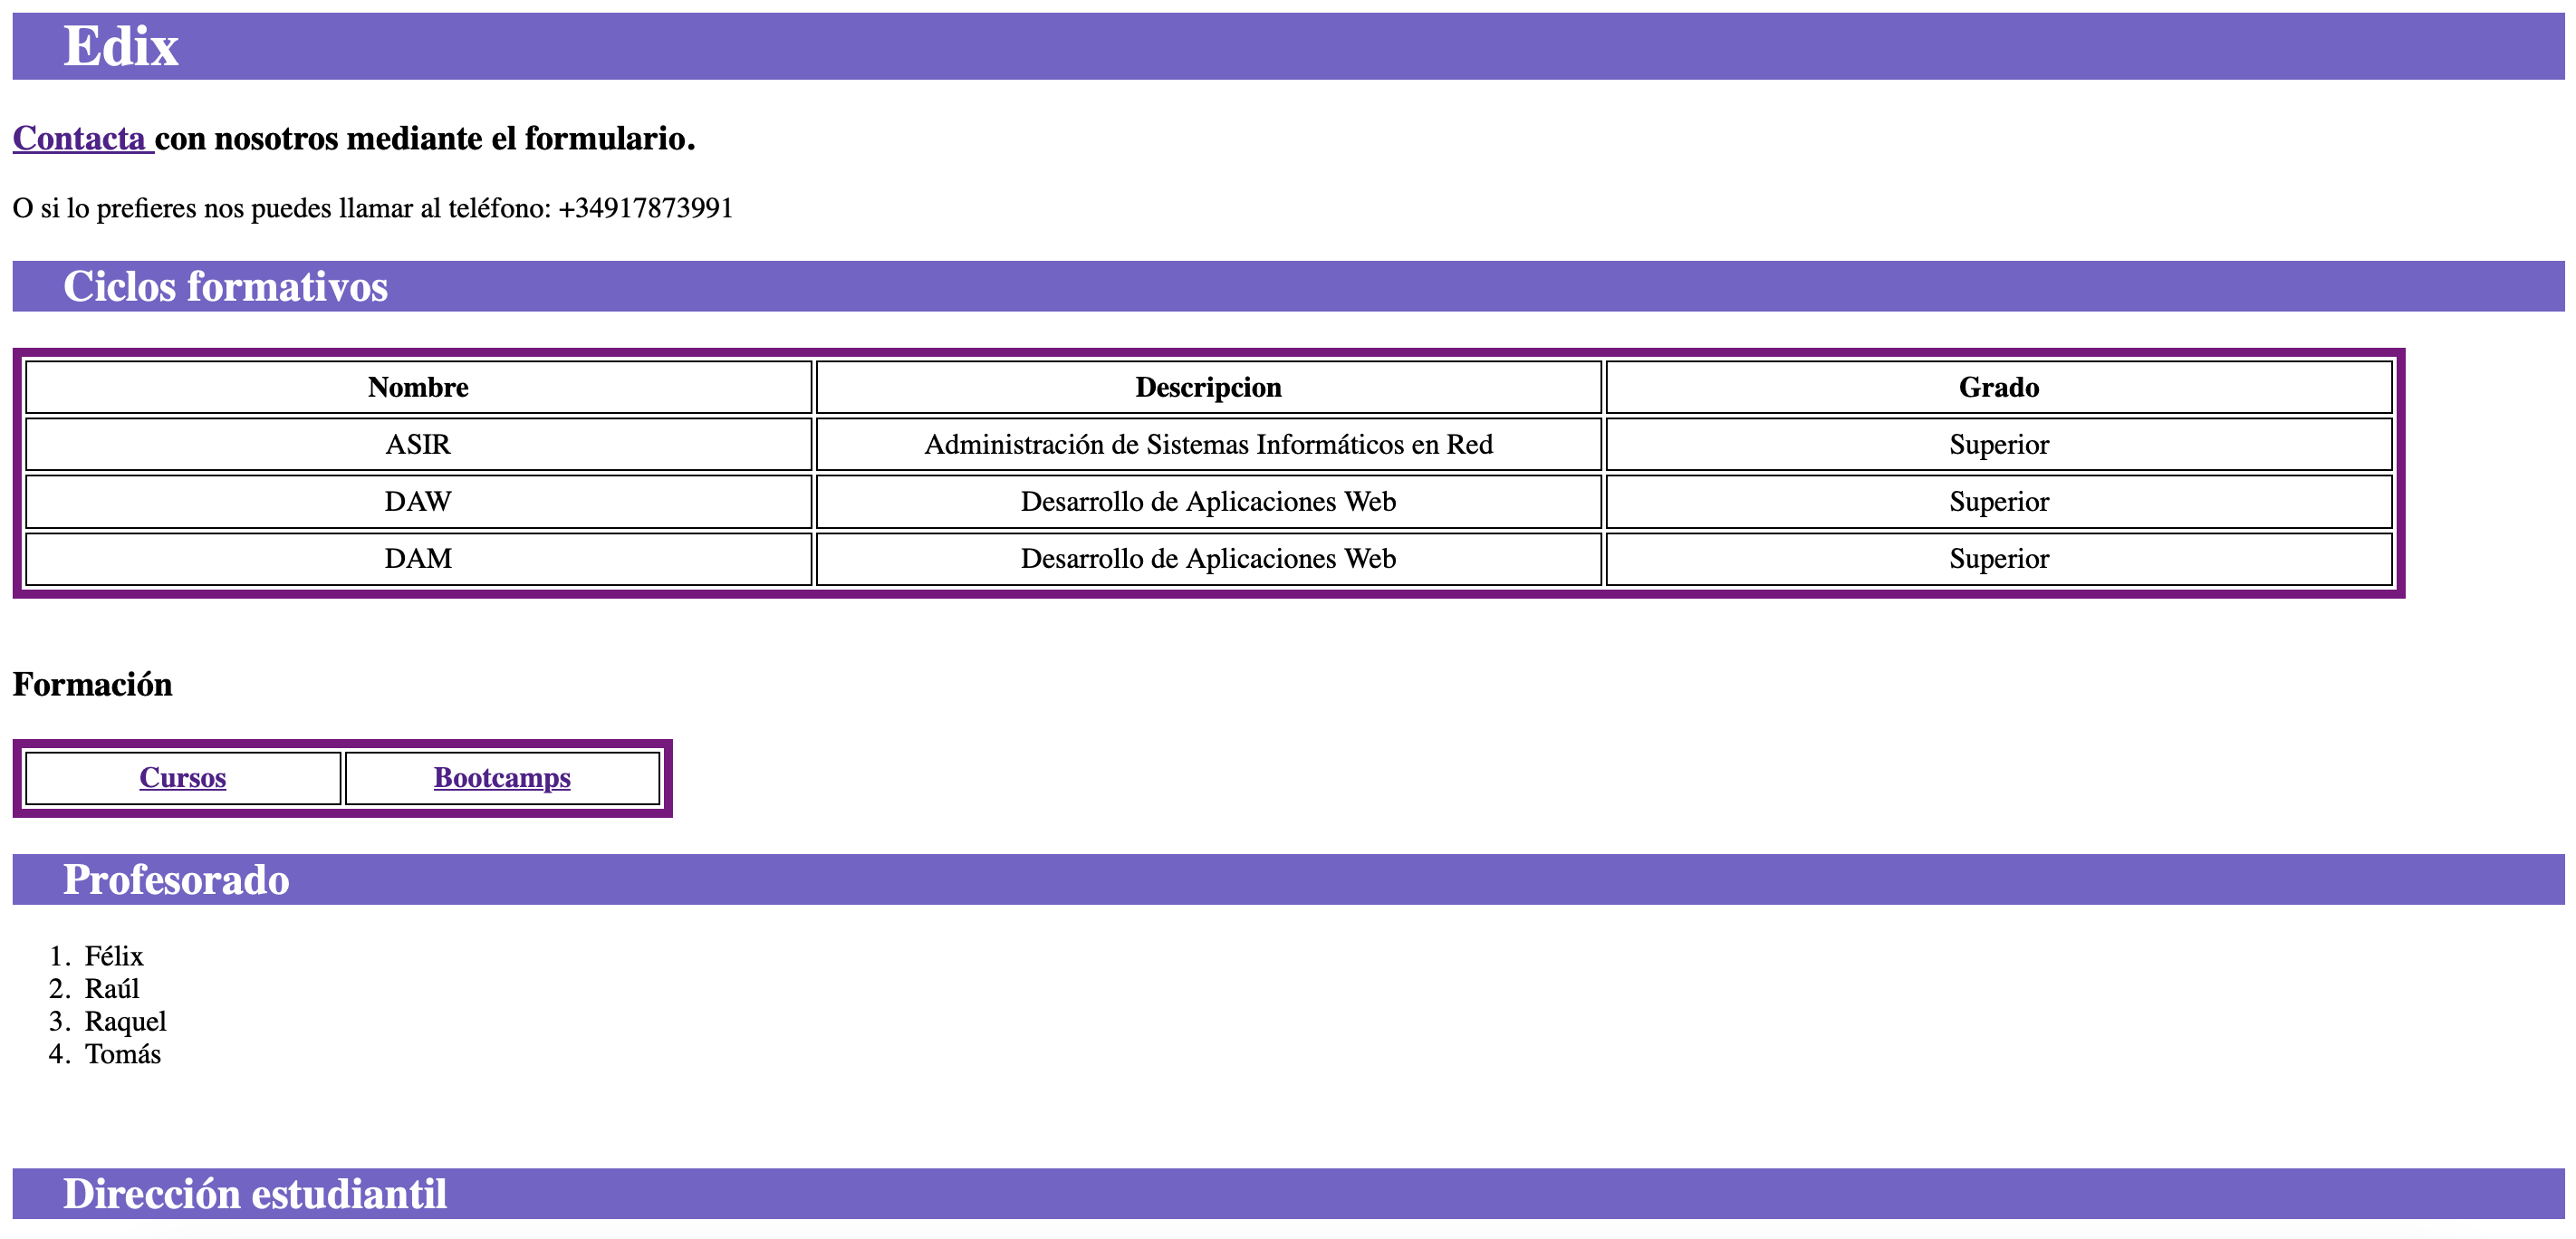 Edix
Contacta con nosotros mediante el formulario.
O si lo prefieres nos puedes llamar al teléfono: +34917873991
Ciclos formativos
Nombre Descripcion Grado
ASIR Administración de Sistemas Informáticos en Red Superior
DAW Desarrollo de Aplicaciones Web Superior
DAM Desarrollo de Aplicaciones Web Superior
Formación
Cursos Bootcamps
Profesorado
1. Félix
2. Raúl
3. Raquel
4. Tomás
Dirección estudiantil